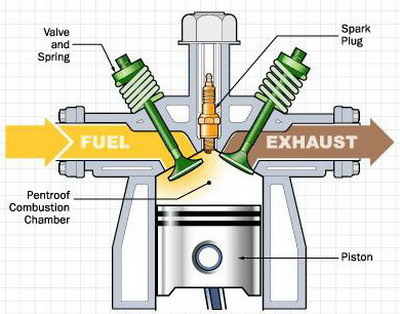 Valve
and
Spring
Spark
Plug
FUEL
EXHAUST
Pentroof
Combustion
Chamber
Piston